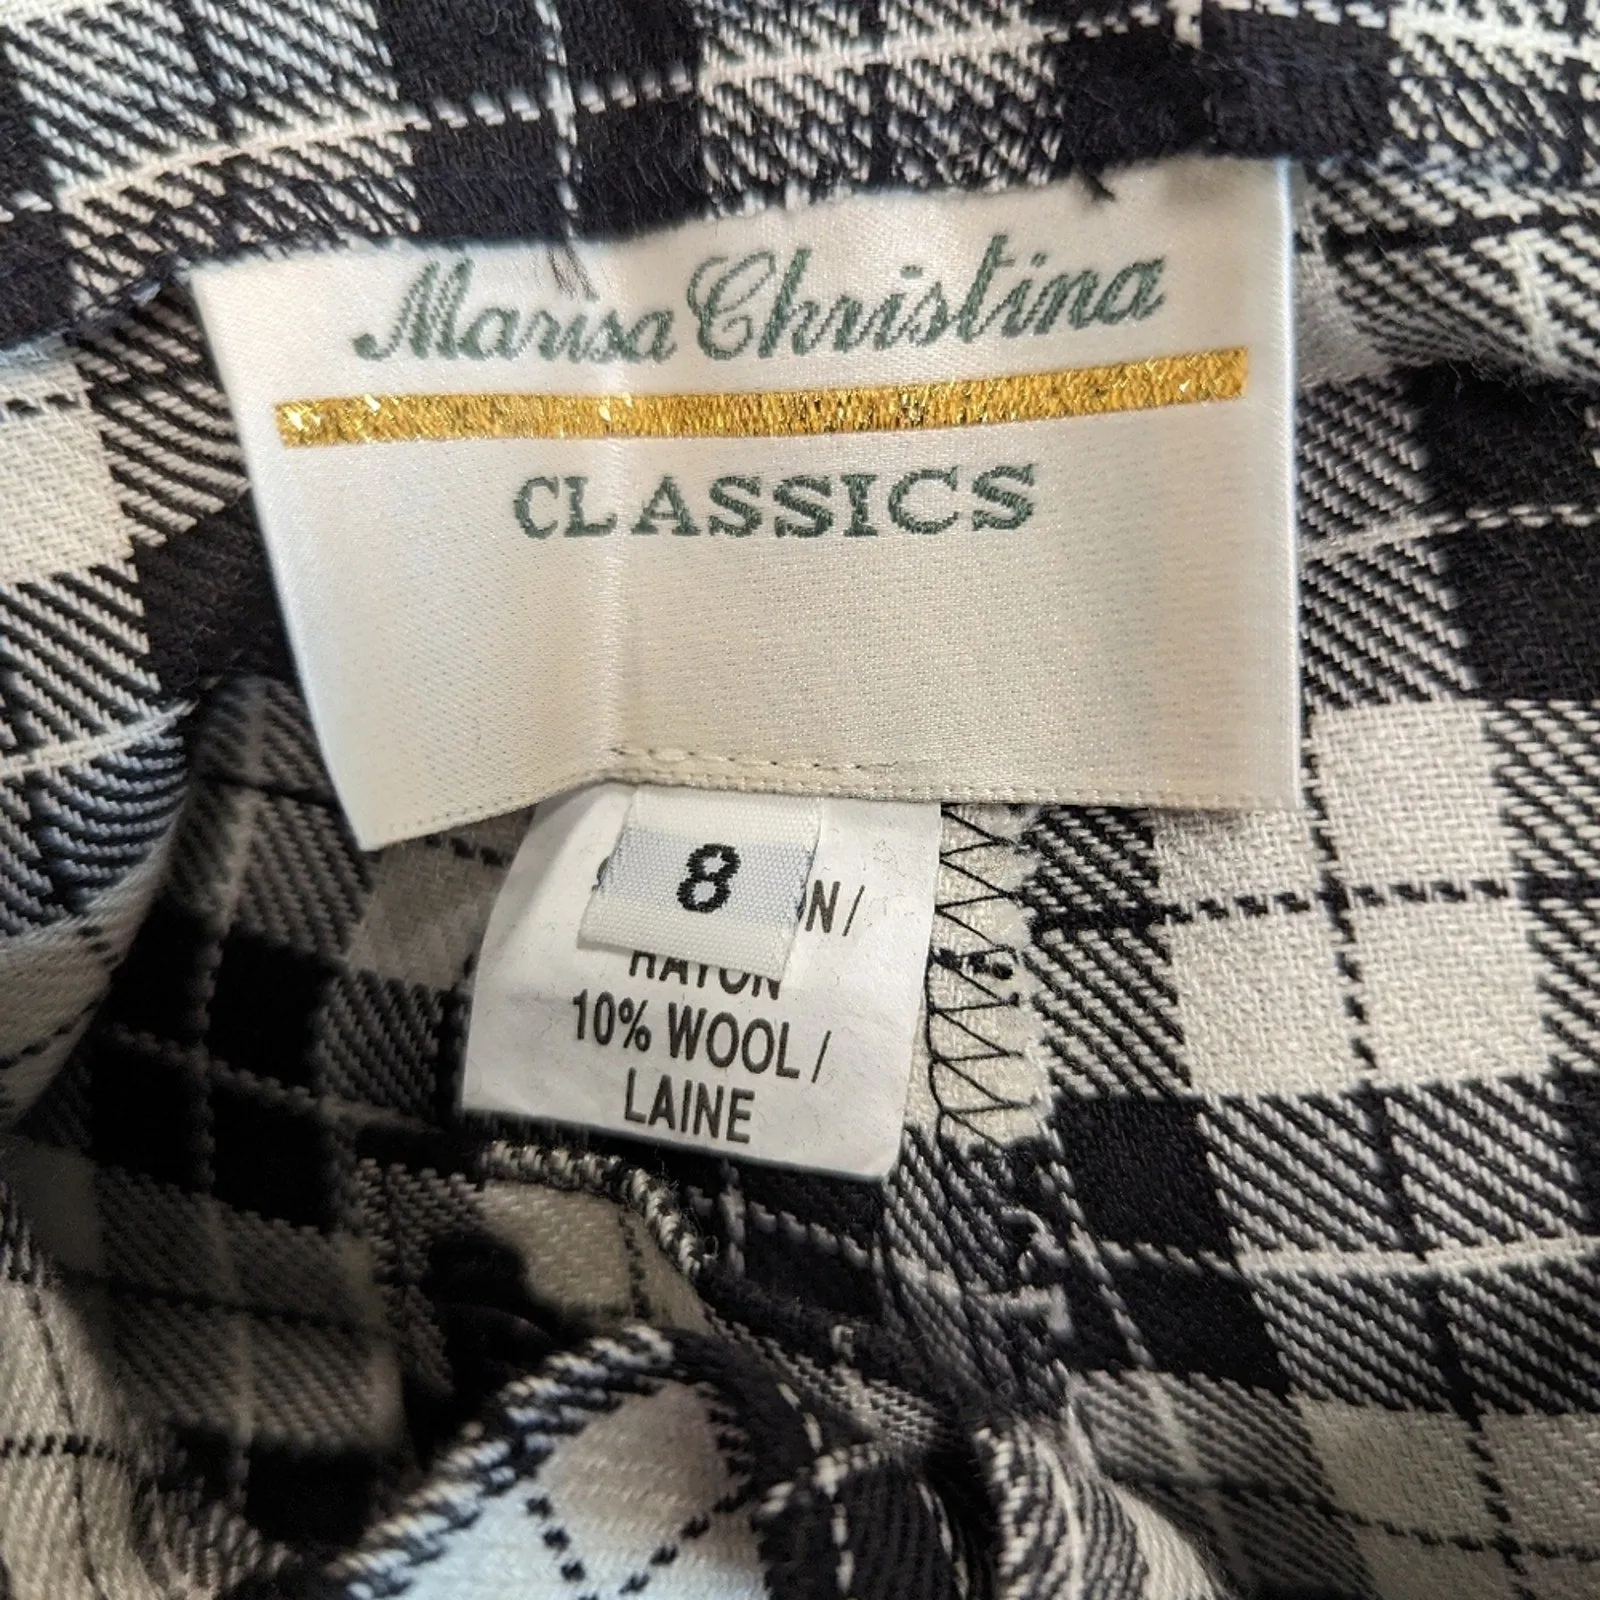 Marisa Christina
CLASSICS
8
N/
RAYON
10% WOOL /
LAINE